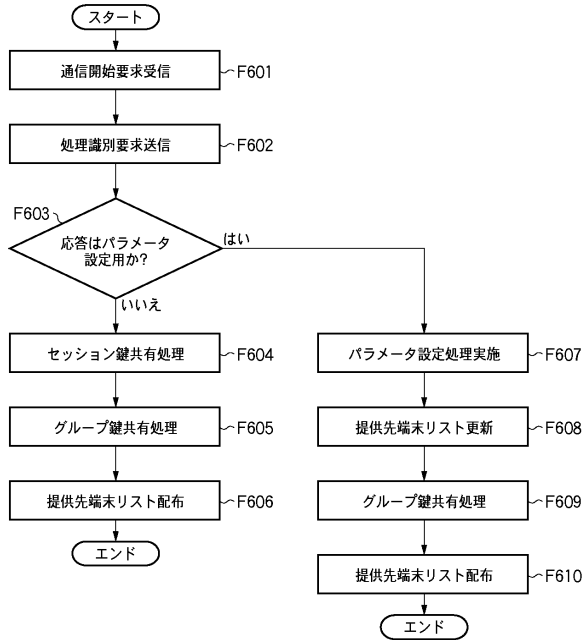 スタート
通信開始要求受信
F601
処理識別要求送信
F602
F603
応答はパラメータ
設定用か?
はい
いいえ
セッション鍵共有処理
F604
グループ鍵共有処理
F605
提供先端末リスト配布
F606
エンド
パラメータ設定処理実施
F607
提供先端末リスト更新
F608
グループ鍵共有処理
F609
提供先端末リスト配布
F610
エンド